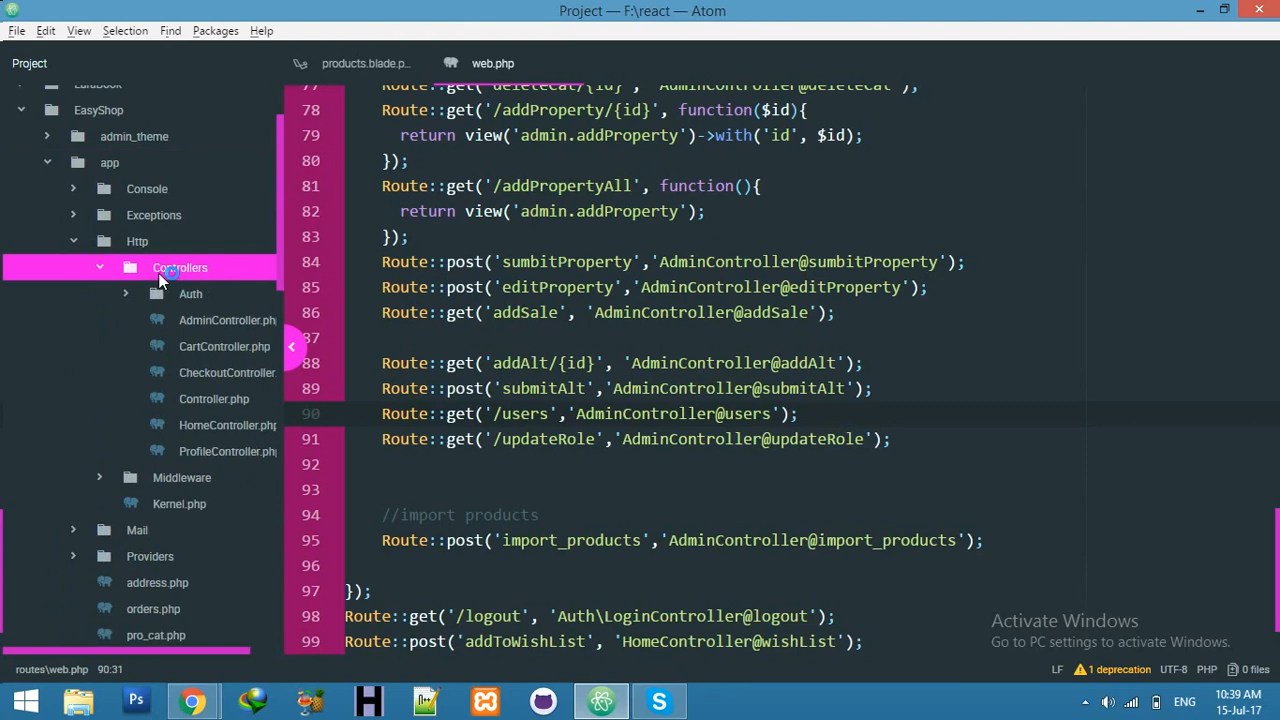 Project — F:\react — Atom
File Edit View Selection Find Packages Help
Project
products.blade.p...
web.php
EasyShop
admin_theme
app
Console
Exceptions
Http
Controllers
Auth
AdminController.ph
CartController.php
CheckoutController.
Controller.php
HomeController.php
ProfileController.php
Middleware
Kernel.php
Mail
Providers
address.php
orders.php
pro_cat.php
77 Route::get('deleteCat/{id}', 'AdminController@deleteCat');
78 Route::get('/addProperty/{id}', function($id){
79 return view('admin.addProperty')->with('id', $id);
80 });
81 Route::get('/addPropertyAll', function(){
82 return view('admin.addProperty');
83 });
84 Route::post('sumbitProperty','AdminController@sumbitProperty');
85 Route::post('editProperty','AdminController@editProperty');
86 Route::get('addSale', 'AdminController@addSale');
87
88 Route::get('addAlt/{id}', 'AdminController@addAlt');
89 Route::post('submitAlt','AdminController@submitAlt');
90 Route::get('/users','AdminController@users');
91 Route::get('/updateRole','AdminController@updateRole');
92
93
94 //import products
95 Route::post('import_products','AdminController@import_products');
96
97 });
98 Route::get('/logout', 'Auth\LoginController@logout');
99 Route::post('addToWishList', 'HomeController@wishList');
Activate Windows
Go to PC settings to activate Windows.
routes\web.php 90:31
LF 1 deprecation UTF-8 PHP 0 files
Ps
ENG
10:39 AM
15-Jul-17